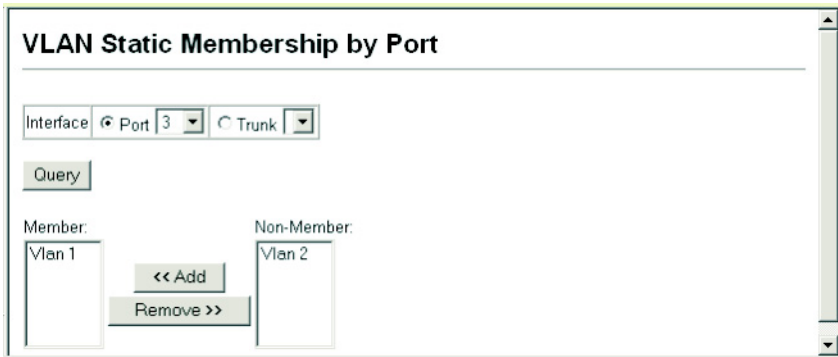 VLAN Static Membership by Port
Interface Port 3 Trunk
Query
Member: Non-Member:
Vlan 1 Vlan 2
<< Add
Remove >>